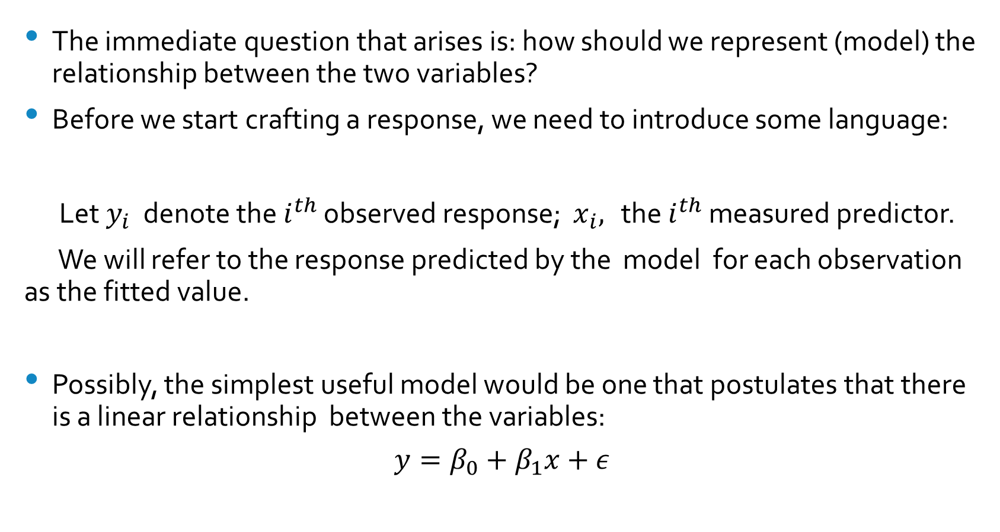 • The immediate question that arises is: how should we represent (model) the
relationship between the two variables?
• Before we start crafting a response, we need to introduce some language:
Let $y_i$ denote the $i^{th}$ observed response; $x_i$, the $i^{th}$ measured predictor.
We will refer to the response predicted by the model for each observation
as the fitted value.
• Possibly, the simplest useful model would be one that postulates that there
is a linear relationship between the variables:
$y = \beta_0 + \beta_1 x + \epsilon$